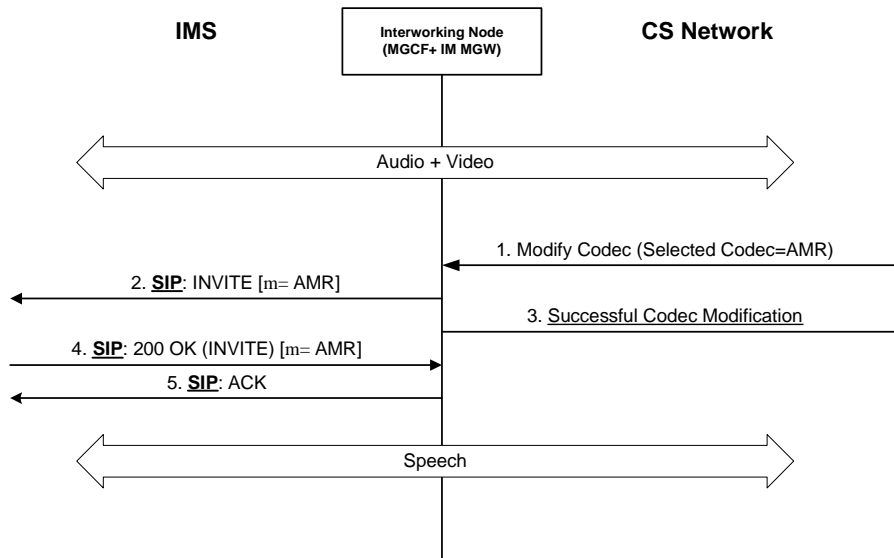 IMS
Interworking Node
(MGCF+ IM MGW)
CS Network
Audio + Video
1. Modify Codec (Selected Codec=AMR)
2. SIP: INVITE [m= AMR]
3. Successful Codec Modification
4. SIP: 200 OK (INVITE) [m= AMR]
5. SIP: ACK
Speech